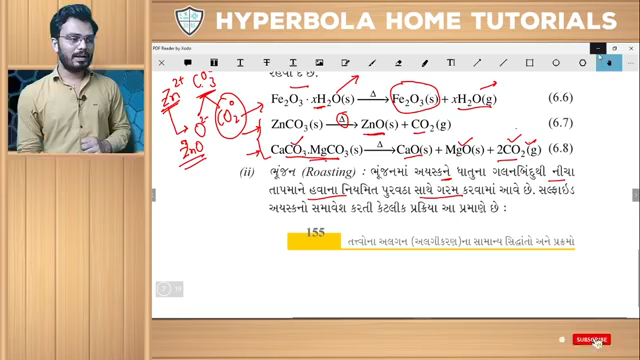 HYPERBOLA HOME TUTORIALS
PDF Reader by Xodo
રહેવા દે છે.
Zn²⁺ CO₃²⁻
O²⁻ CO₂
ZnO
Fe₂O₃ · xH₂O(s) —Δ→ Fe₂O₃(s) + xH₂O(g) (6.6)
ZnCO₃(s) —Δ→ ZnO(s) + CO₂(g) (6.7)
CaCO₃.MgCO₃(s) —Δ→ CaO(s) + MgO(s) + 2CO₂(g) (6.8)
(ii) ભૂંજન (Roasting) : ભૂંજનમાં અયસ્કને ધાતુના ગલનબિંદુથી નીચા
તાપમાને હવાના નિયમિત પુરવઠા સાથે ગરમ કરવામાં આવે છે. સલ્ફાઇડ
અયસ્કનો સમાવેશ કરતી કેટલીક પ્રક્રિયા આ પ્રમાણે છે :
155 તત્ત્વોના અલગન (અલગીકરણ)ના સામાન્ય સિદ્ધાંતો અને પ્રક્રમો
SUBSCRIBE